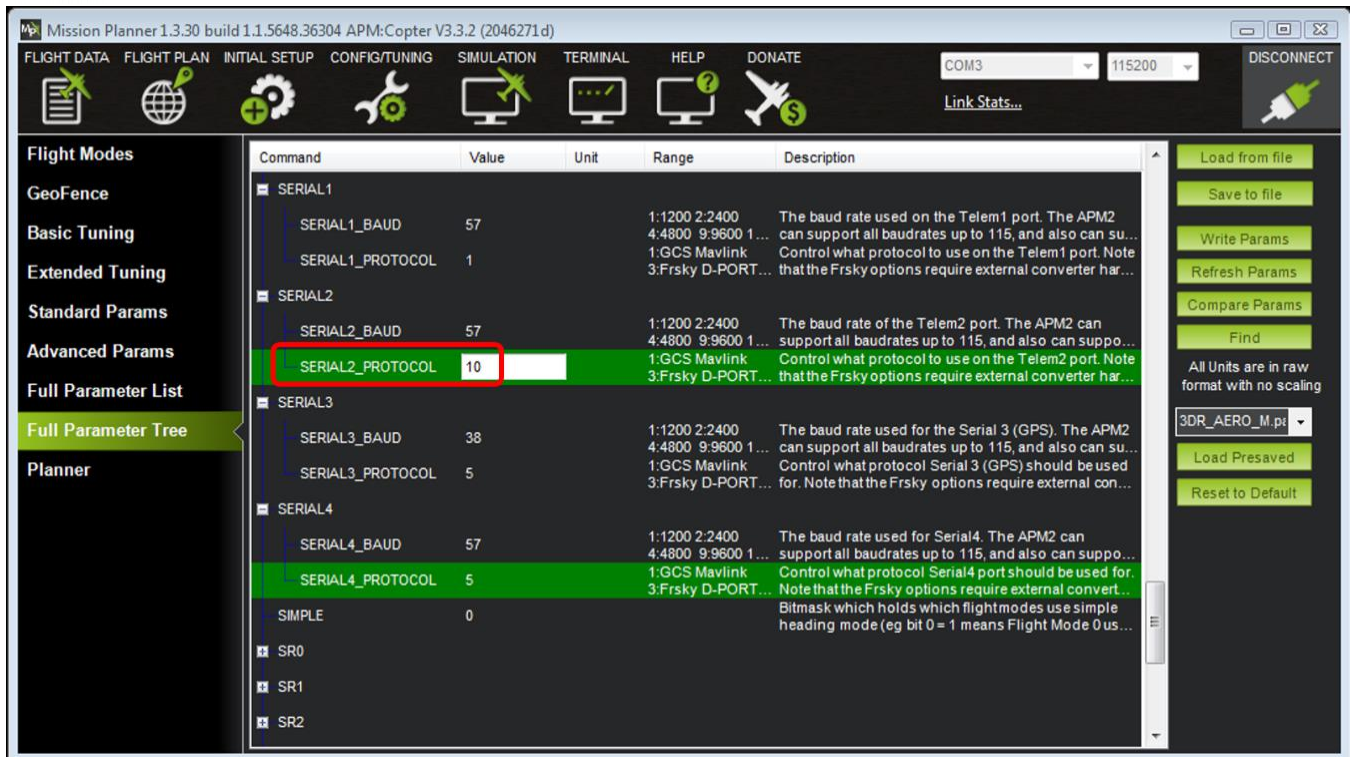 Mission Planner 1.3.30 build 1.1.5648.36304 APM:Copter V3.3.2 (2046271d)
FLIGHT DATA FLIGHT PLAN INITIAL SETUP CONFIG/TUNING SIMULATION TERMINAL HELP DONATE
COM3 115200 DISCONNECT
Link Stats...
Flight Modes
GeoFence
Basic Tuning
Extended Tuning
Standard Params
Advanced Params
Full Parameter List
Full Parameter Tree
Planner
Command Value Unit Range Description
SERIAL1
SERIAL1_BAUD 57 1:1200 2:2400 The baud rate used on the Telem1 port. The APM2
4:4800 9:9600 1... can support all baudrates up to 115, and also can su...
SERIAL1_PROTOCOL 1 1:GCS Mavlink Control what protocol to use on the Telem1 port. Note
3:Frsky D-PORT... that the Frsky options require external converter har...
SERIAL2
SERIAL2_BAUD 57 1:1200 2:2400 The baud rate of the Telem2 port. The APM2 can
4:4800 9:9600 1... support all baudrates up to 115, and also can suppo...
SERIAL2_PROTOCOL 10 1:GCS Mavlink Control what protocol to use on the Telem2 port. Note
3:Frsky D-PORT... that the Frsky options require external converter har...
SERIAL3
SERIAL3_BAUD 38 1:1200 2:2400 The baud rate used for the Serial 3 (GPS). The APM2
4:4800 9:9600 1... can support all baudrates up to 115, and also can su...
SERIAL3_PROTOCOL 5 1:GCS Mavlink Control what protocol Serial 3 (GPS) should be used
3:Frsky D-PORT... for. Note that the Frsky options require external con...
SERIAL4
SERIAL4_BAUD 57 1:1200 2:2400 The baud rate used for Serial4. The APM2 can
4:4800 9:9600 1... support all baudrates up to 115, and also can suppo...
SERIAL4_PROTOCOL 5 1:GCS Mavlink Control what protocol Serial4 port should be used for.
3:Frsky D-PORT... Note that the Frsky options require external convert...
SIMPLE 0 Bitmask which holds which flight modes use simple
heading mode (eg bit 0 = 1 means Flight Mode 0 us...
SR0
SR1
SR2
Load from file
Save to file
Write Params
Refresh Params
Compare Params
Find
All Units are in raw
format with no scaling
3DR_AERO_M.pa
Load Presaved
Reset to Default